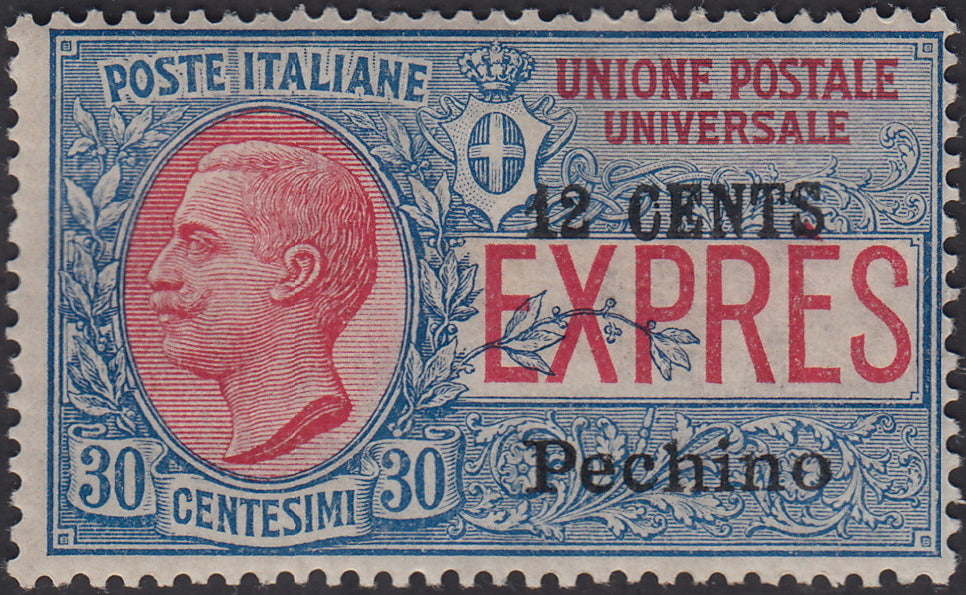 POSTE ITALIANE
UNIONE POSTALE
UNIVERSALE
12 CENTS
EXPRES
Pechino
30 CENTESIMI 30